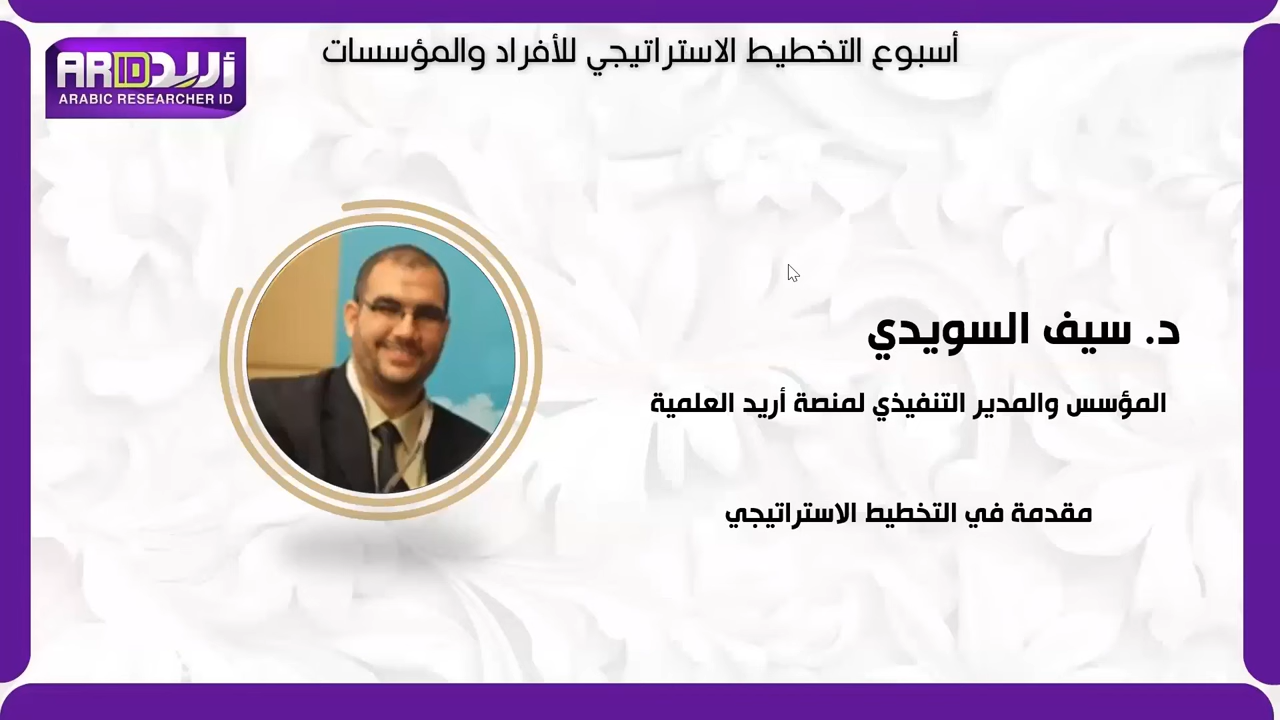 أسبوع التخطيط الاستراتيجي للأفراد والمؤسسات
ARID أريد
ARABIC RESEARCHER ID
د. سيف السويدي
المؤسس والمدير التنفيذي لمنصة أريد العلمية
مقدمة في التخطيط الاستراتيجي